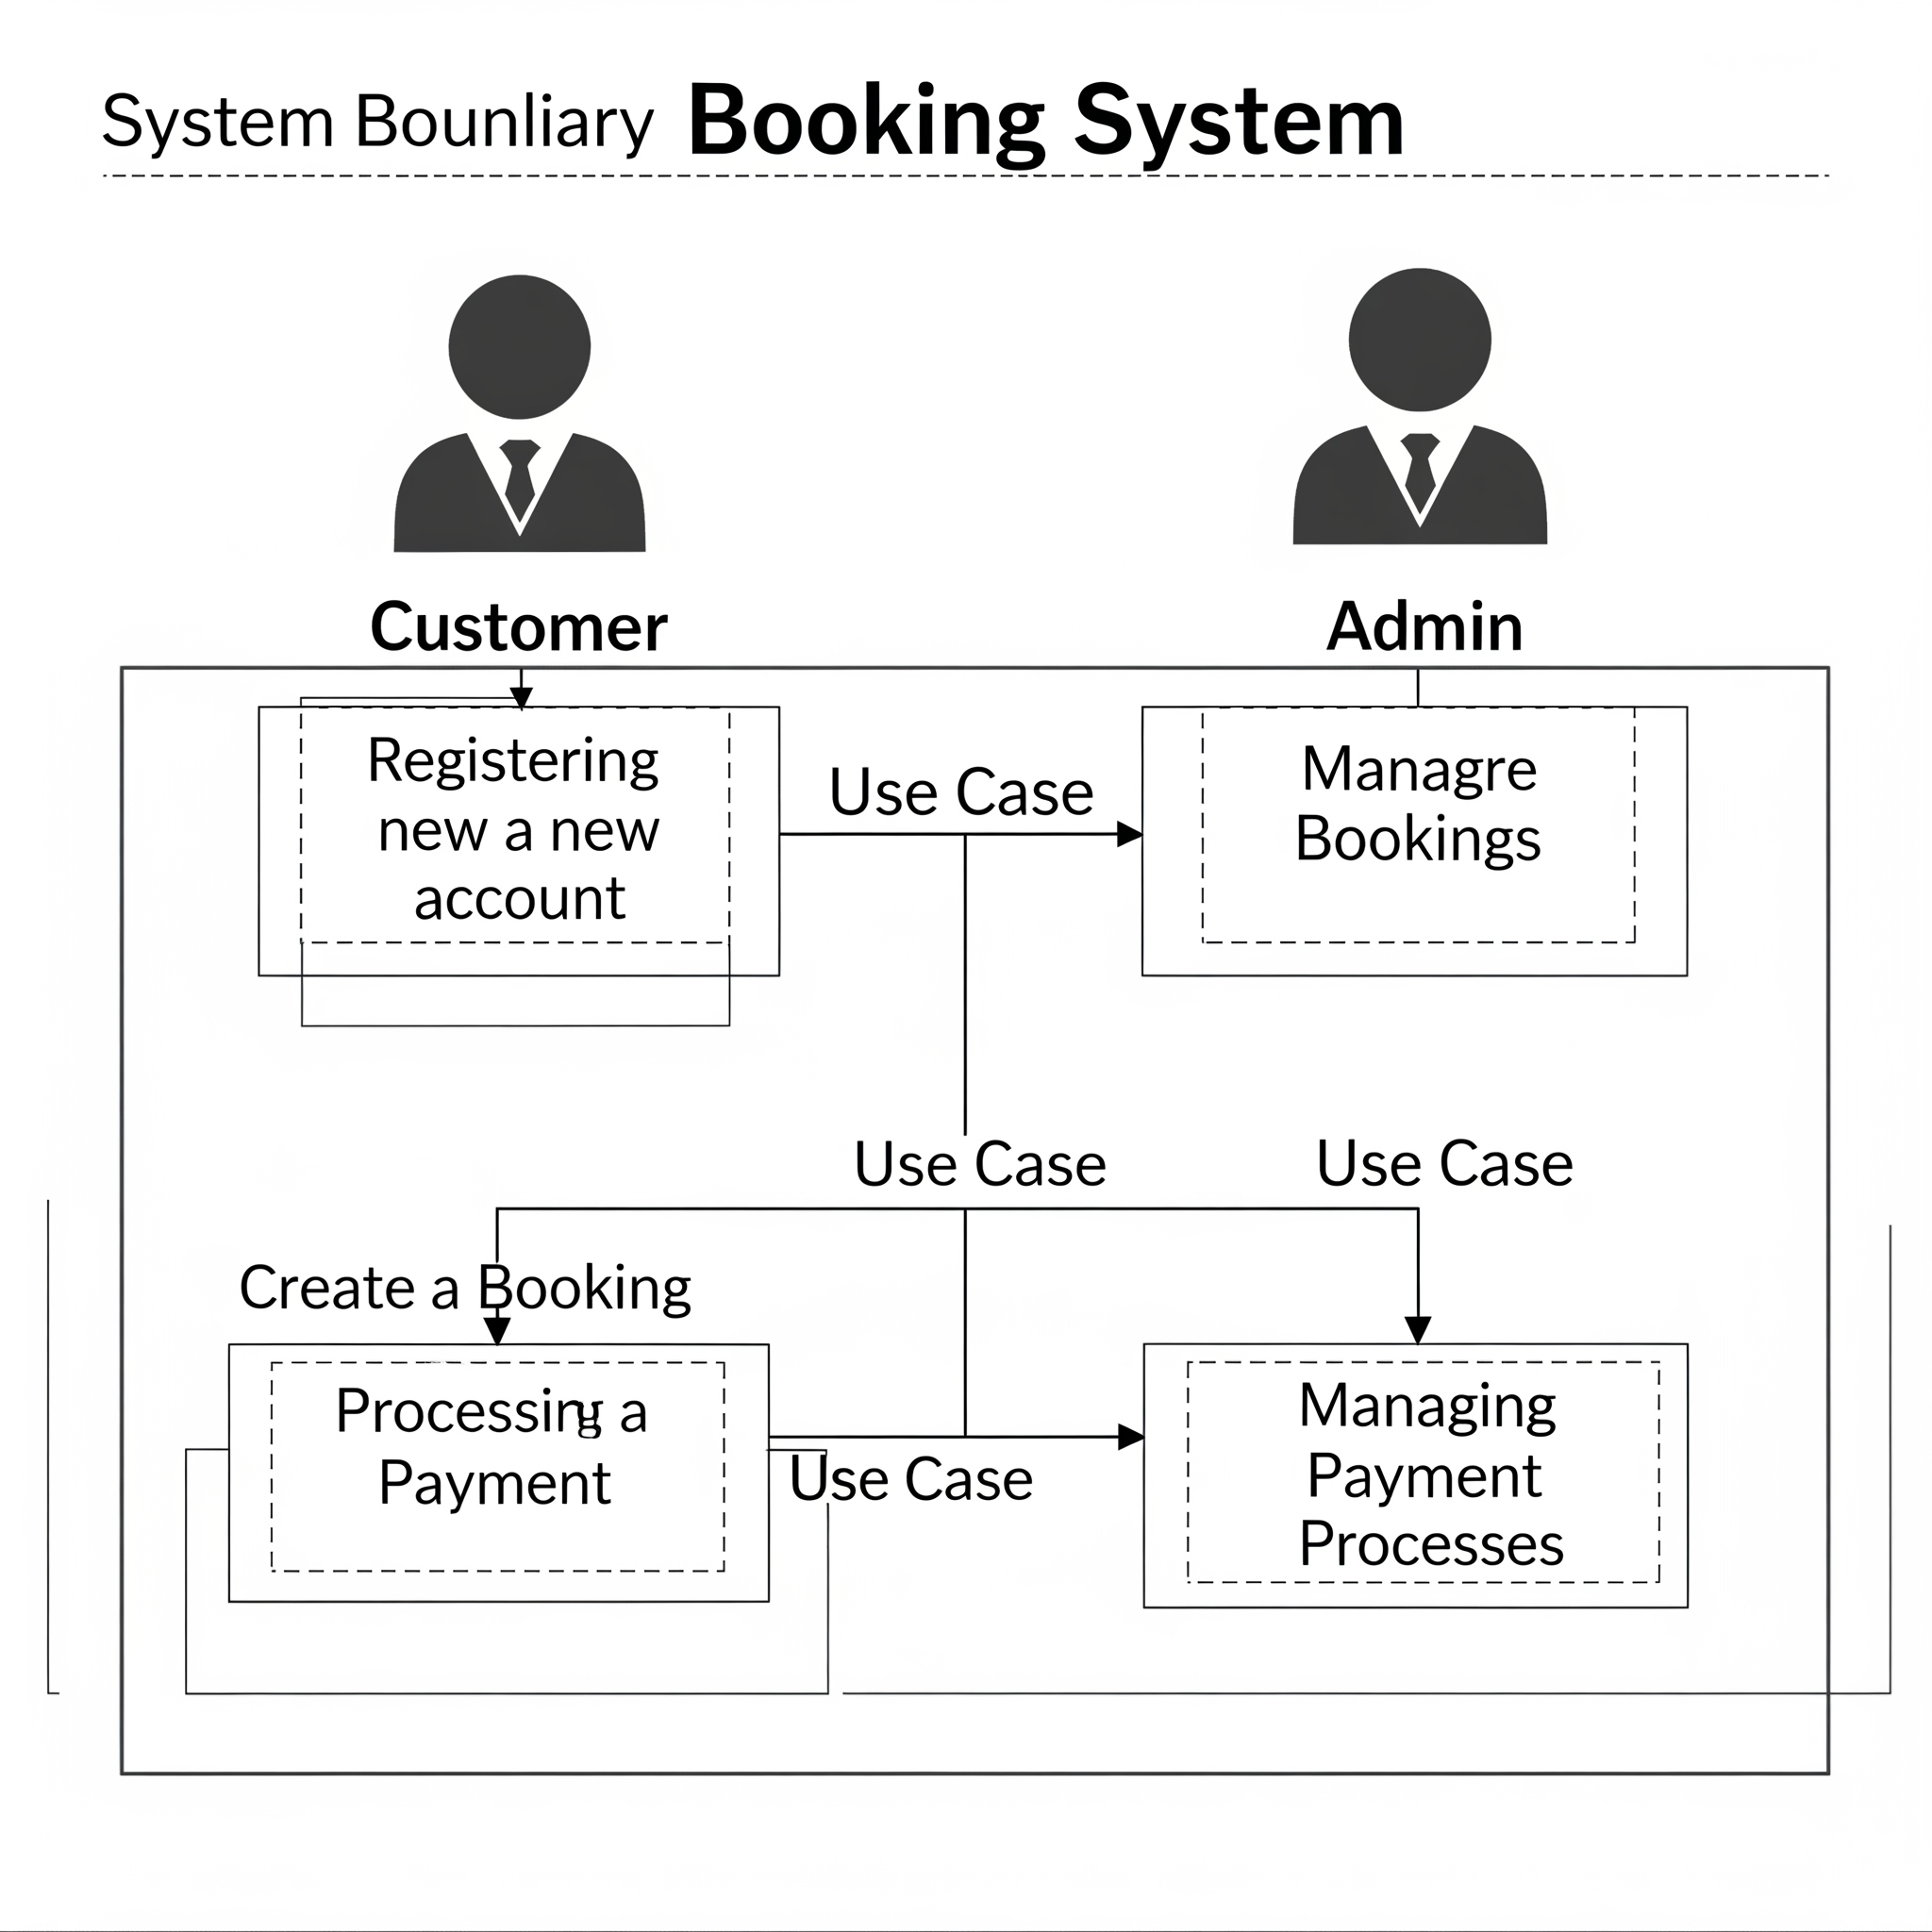 System Bounliary Booking System
Customer
Admin
Registering
new a new
account
Use Case
Managre
Bookings
Use Case
Use Case
Create a Booking
Processing a
Payment
Use Case
Managing
Payment
Processes